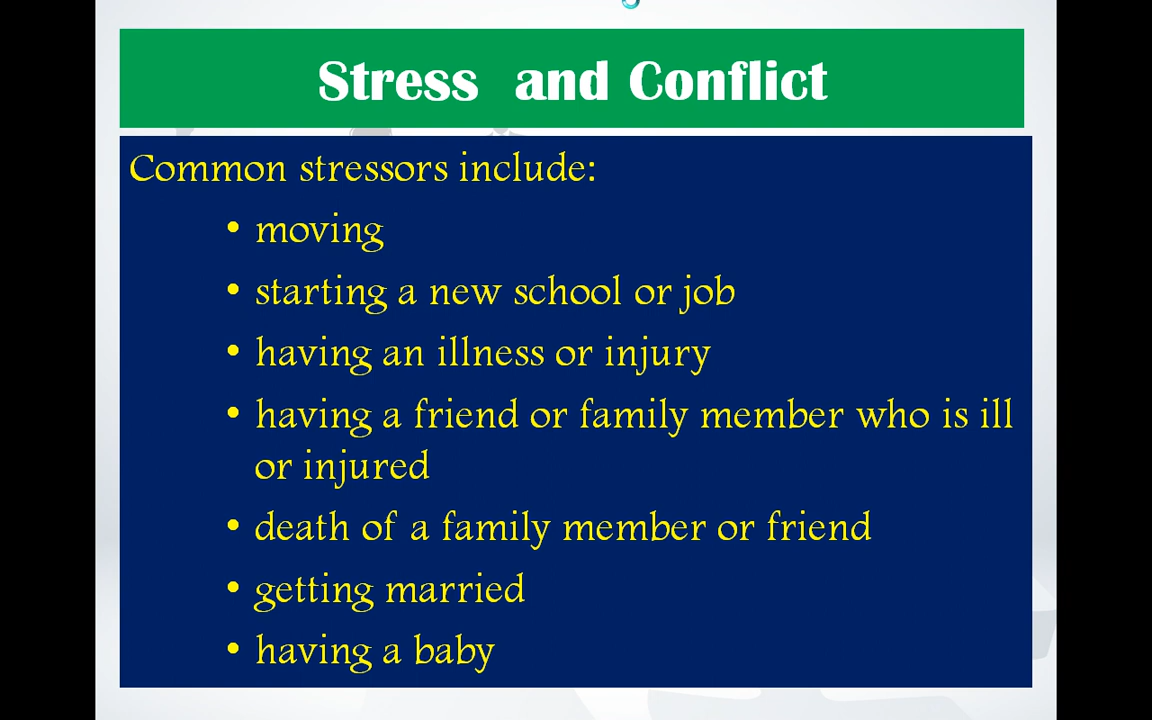 Stress and Conflict
Common stressors include:
• moving
• starting a new school or job
• having an illness or injury
• having a friend or family member who is ill
or injured
• death of a family member or friend
• getting married
• having a baby